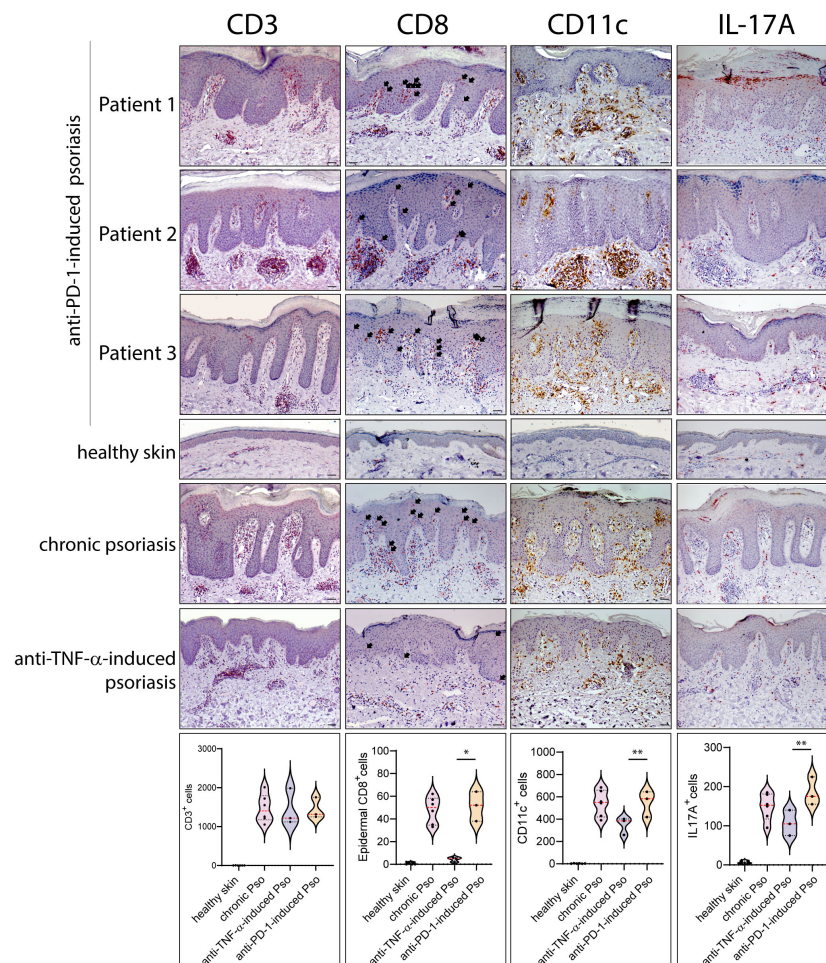 CD3 CD8 CD11c IL-17A
anti-PD-1-induced psoriasis
Patient 1
Patient 2
Patient 3
healthy skin
chronic psoriasis
anti-TNF-α-induced
psoriasis
CD3+ cells
3000
2000
1000
0
healthy skin
chronic Pso
anti-TNF-α-induced Pso
anti-PD-1-induced Pso
Epidermal CD8+cells
100
80
60
40
20
0
*
healthy skin
chronic Pso
anti-TNF-α-induced Pso
anti-PD-1-induced Pso
CD11c+ cells
1000
800
600
400
200
0
**
healthy skin
chronic Pso
anti-TNF-α-induced Pso
anti-PD-1-induced Pso
IL17A+ cells
300
200
100
0
**
healthy skin
chronic Pso
anti-TNF-α-induced Pso
anti-PD-1-induced Pso